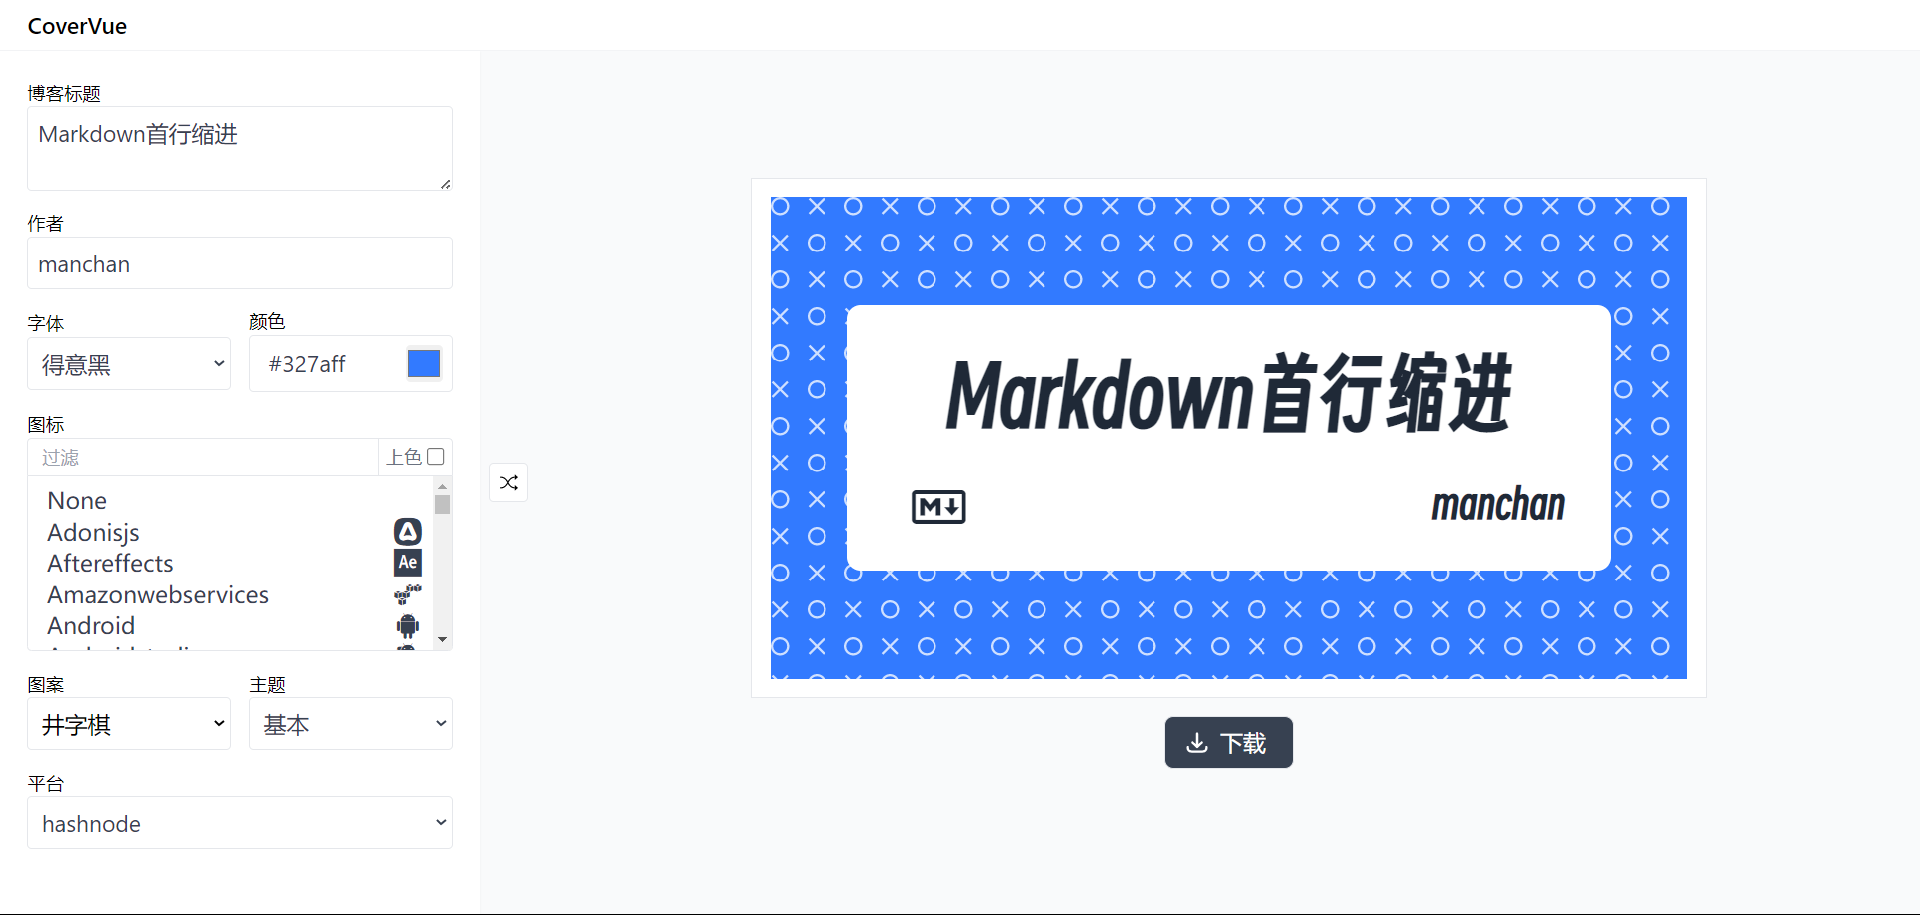 CoverVue
博客标题
Markdown首行缩进
作者
manchan
字体
颜色
得意黑
#327aff
图标
过滤
上色
None
Adonisjs
Aftereffects
Ae
Amazonwebservices
Android
图案
主题
井字棋
基本
平台
hashnode
Markdown首行缩进
M
manchan
下载